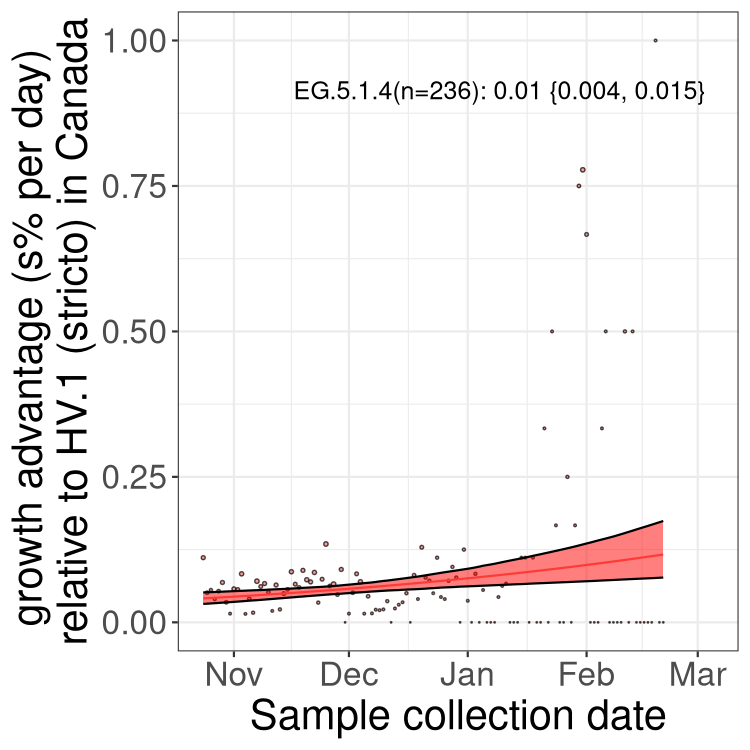 growth advantage (s% per day)
relative to HV.1 (stricto) in Canada
1.00
0.75
0.50
0.25
0.00
EG.5.1.4(n=236): 0.01 {0.004, 0.015}
Nov Dec Jan Feb Mar
Sample collection date